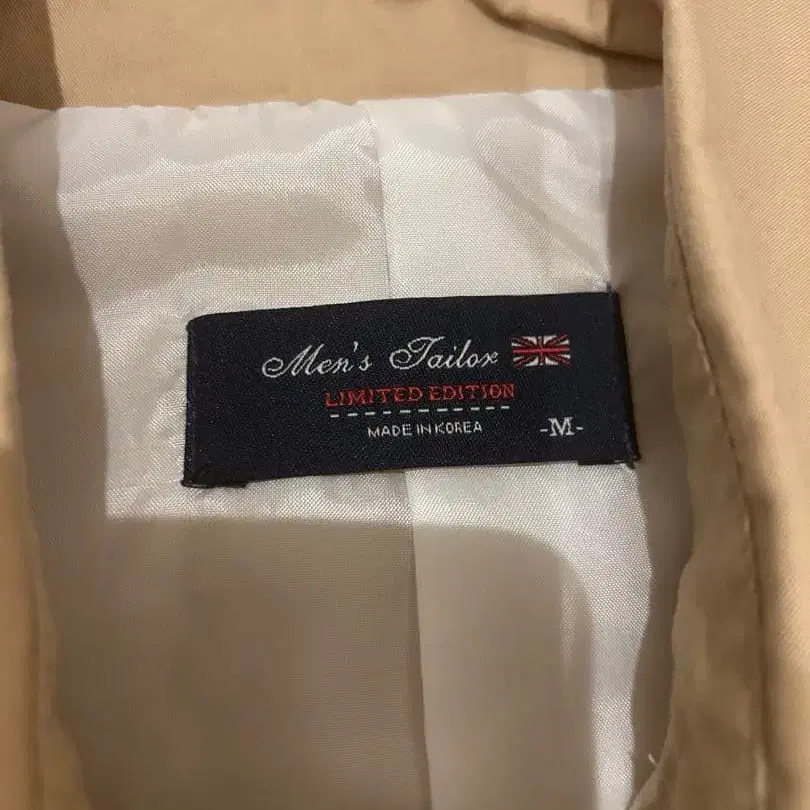 Men's Tailor
LIMITED EDITION
MADE IN KOREA
-M-